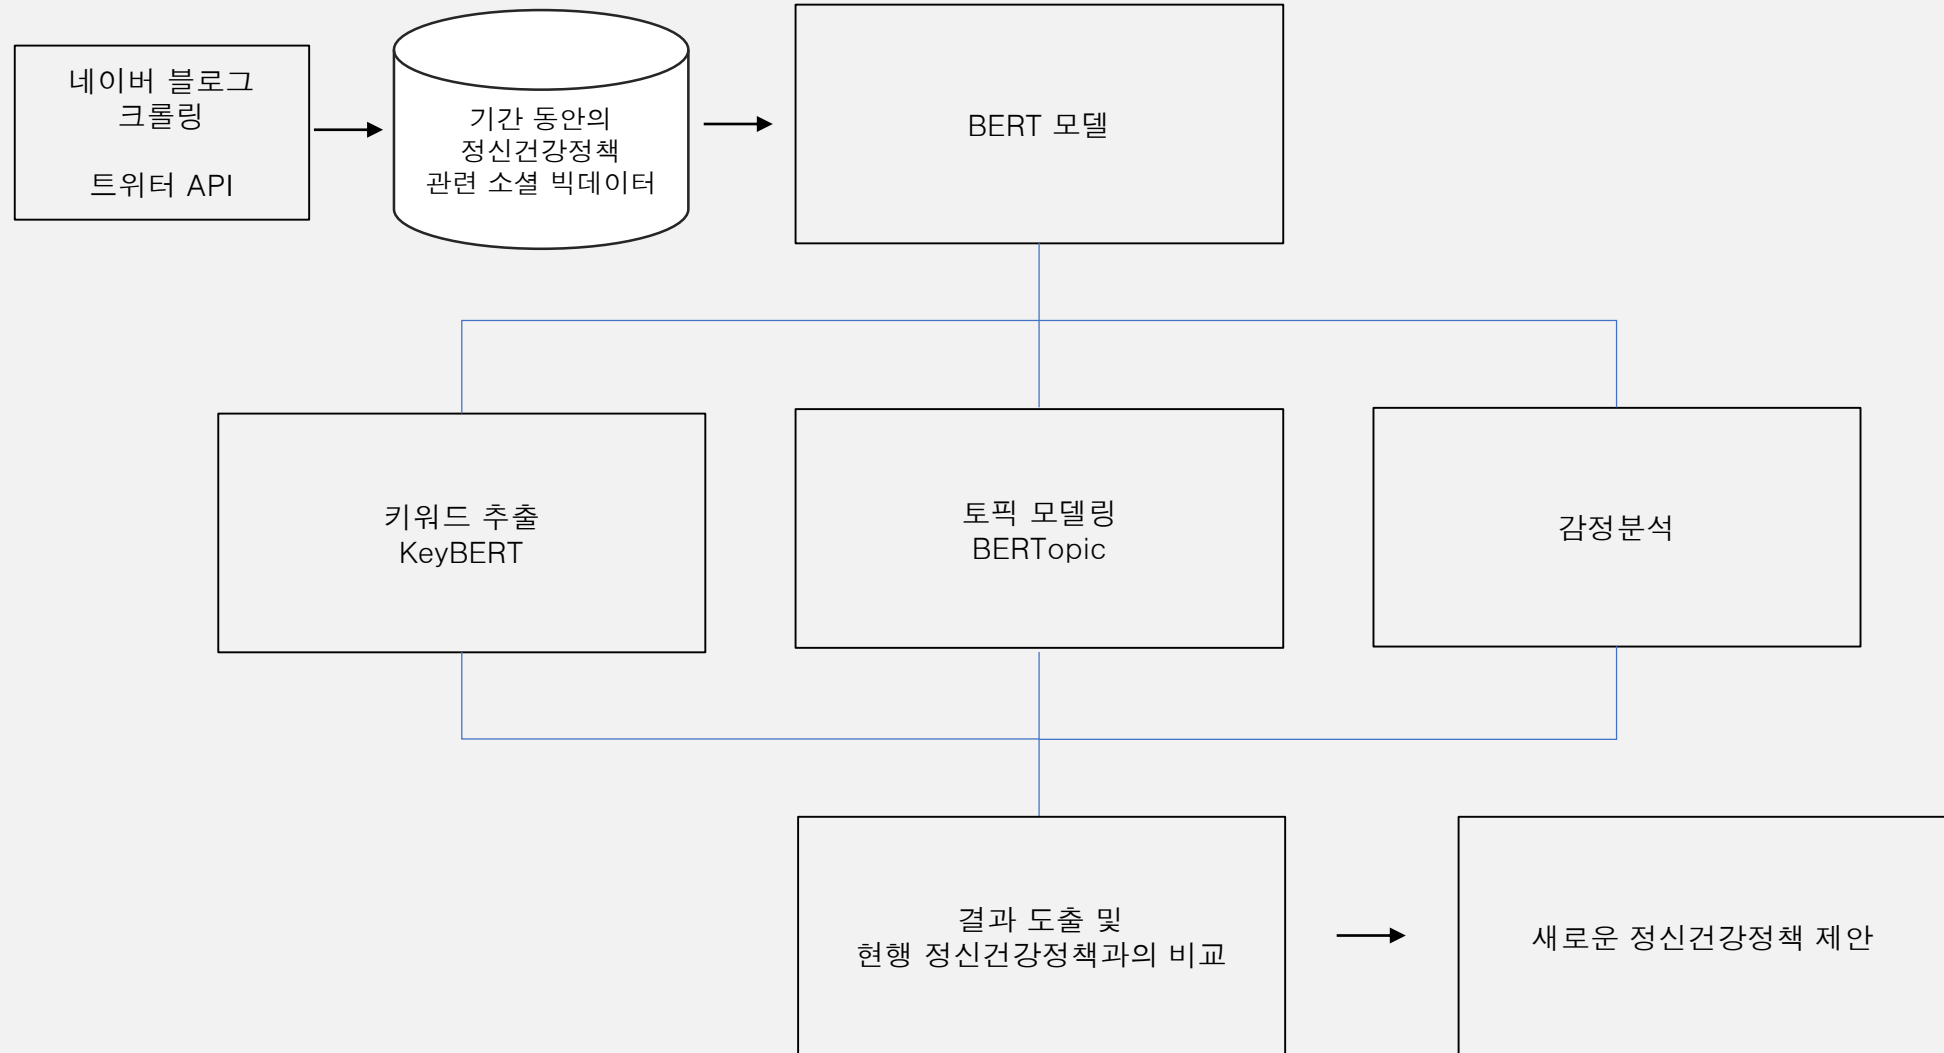 네이버 블로그
크롤링
트위터 API
기간 동안의
정신건강정책
관련 소셜 빅데이터
BERT 모델
키워드 추출
KeyBERT
토픽 모델링
BERTopic
감정분석
결과 도출 및
현행 정신건강정책과의 비교
새로운 정신건강정책 제안